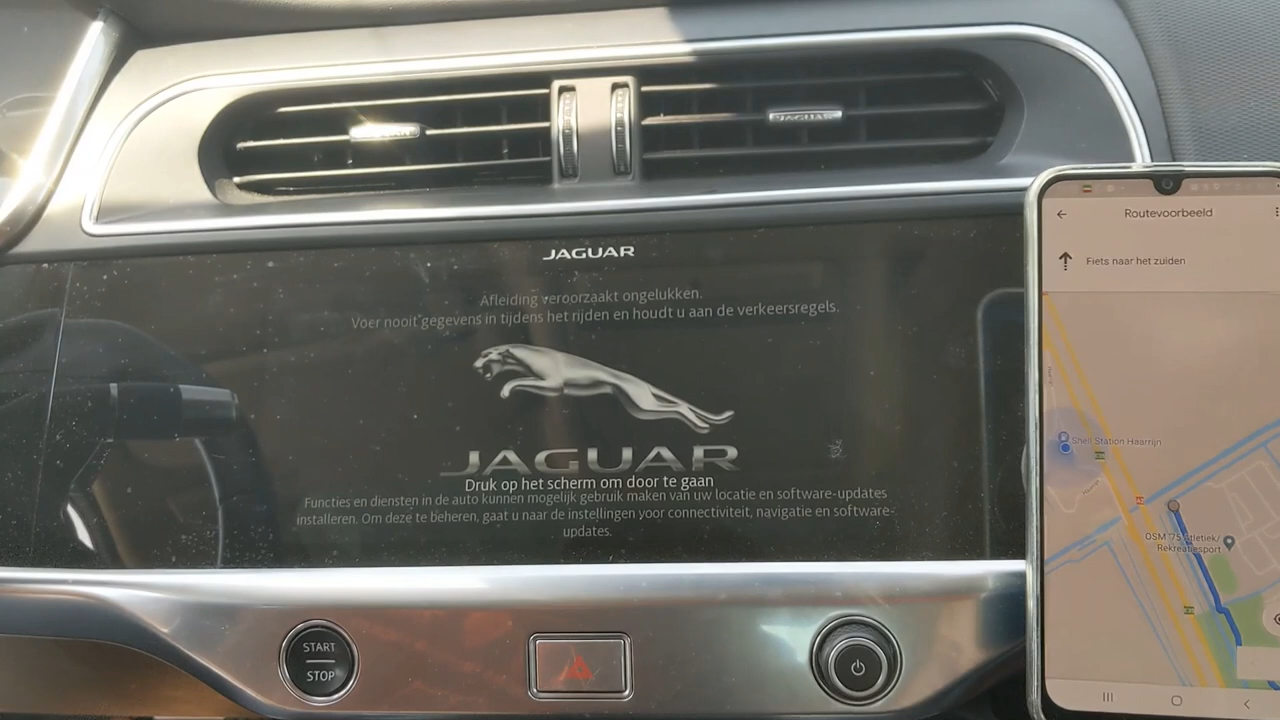 JAGUAR
JAGUAR
Afleiding veroorzaakt ongelukken.
Voer nooit gegevens in tijdens het rijden en houdt u aan de verkeersregels.
JAGUAR
Druk op het scherm om door te gaan
Functies en diensten in de auto kunnen mogelijk gebruik maken van uw locatie en software-updates
installeren. Om deze te beheren, gaat u naar de instellingen voor connectiviteit, navigatie en software-
updates.
START
STOP
Routevoorbeeld
Fiets naar het zuiden
Shell Station Haarrijn
OSM '75 Atletiek/
Rekreatiesport